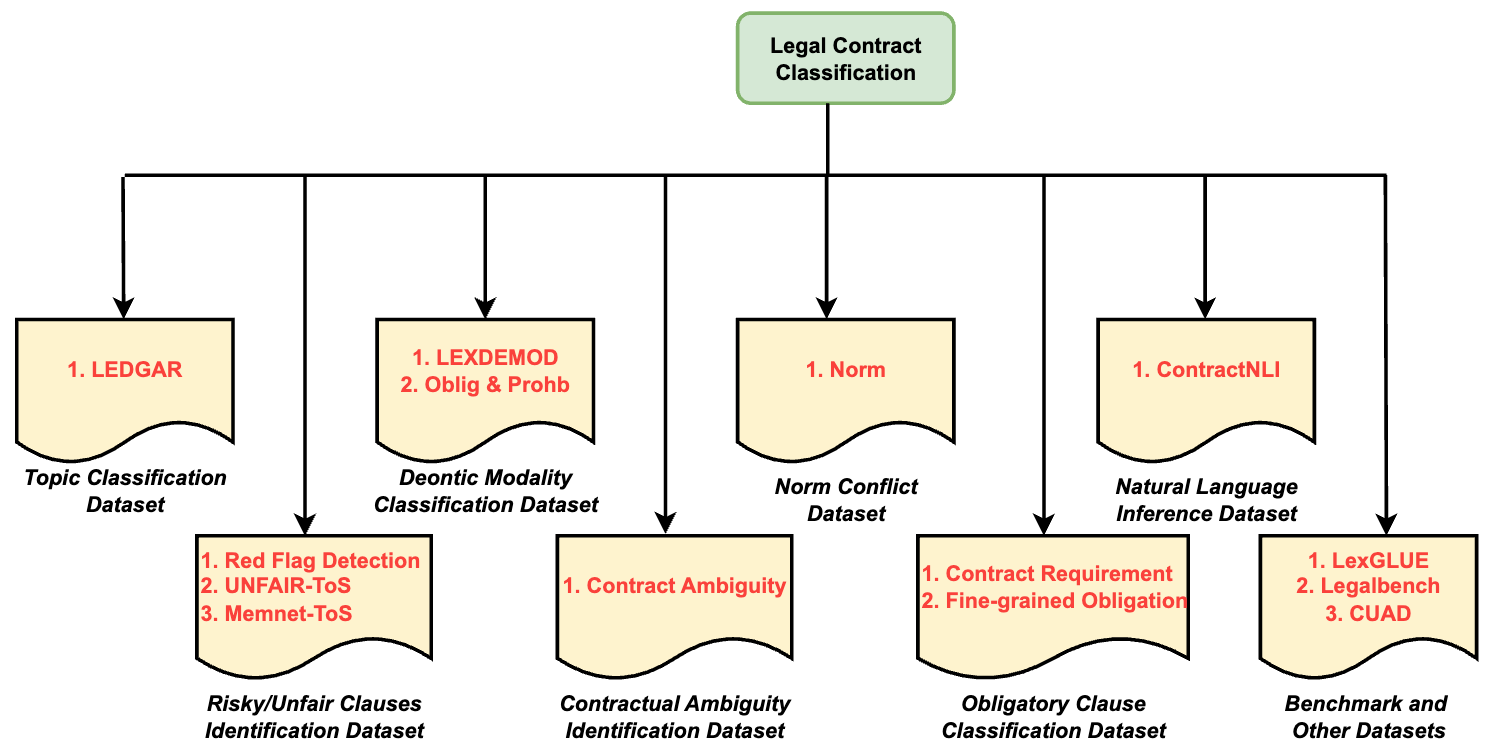 Legal Contract
Classification
1. LEDGAR
Topic Classification
Dataset
1. Red Flag Detection
2. UNFAIR-ToS
3. Memnet-ToS
Risky/Unfair Clauses
Identification Dataset
1. LEXDEMOD
2. Oblig & Prohb
Deontic Modality
Classification Dataset
1. Contract Ambiguity
Contractual Ambiguity
Identification Dataset
1. Norm
Norm Conflict
Dataset
1. Contract Requirement
2. Fine-grained Obligation
Obligatory Clause
Classification Dataset
1. ContractNLI
Natural Language
Inference Dataset
1. LexGLUE
2. Legalbench
3. CUAD
Benchmark and
Other Datasets